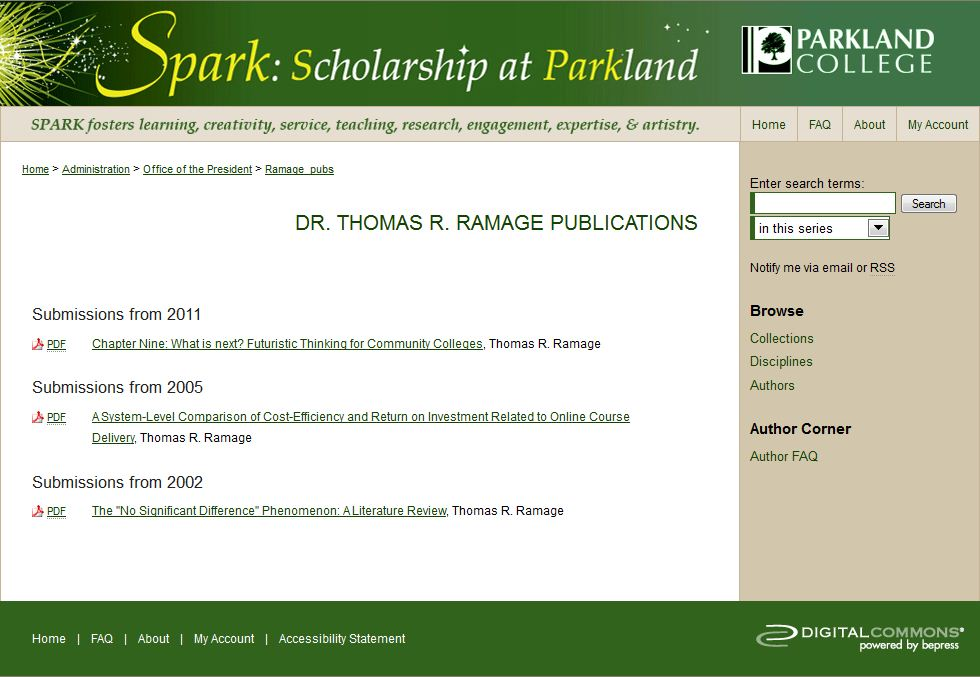 Spark: Scholarship at Parkland
PARKLAND
COLLEGE
SPARK fosters learning, creativity, service, teaching, research, engagement, expertise, & artistry.
Home FAQ About My Account
Home > Administration > Office of the President > Ramage_pubs
DR. THOMAS R. RAMAGE PUBLICATIONS
Submissions from 2011
PDF Chapter Nine: What is next? Futuristic Thinking for Community Colleges, Thomas R. Ramage
Submissions from 2005
PDF A System-Level Comparison of Cost-Efficiency and Return on Investment Related to Online Course
Delivery, Thomas R. Ramage
Submissions from 2002
PDF The "No Significant Difference" Phenomenon: A Literature Review, Thomas R. Ramage
Enter search terms:
Search
in this series
Notify me via email or RSS
Browse
Collections
Disciplines
Authors
Author Corner
Author FAQ
Home | FAQ | About | My Account | Accessibility Statement
DIGITALCOMMONS®
powered by bepress